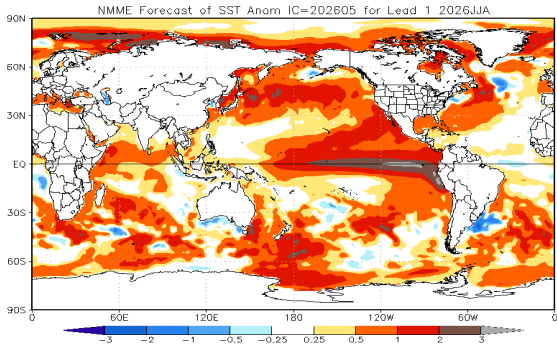 NMME Forecast of SST Anom IC=202605 for Lead 1 2026JJA
90N
60N
30N
EQ
30S
60S
90S
0 60E 120E 180 120W 60W 0
-3 -2 -1 -0.5 -0.25 0.25 0.5 1 2 3